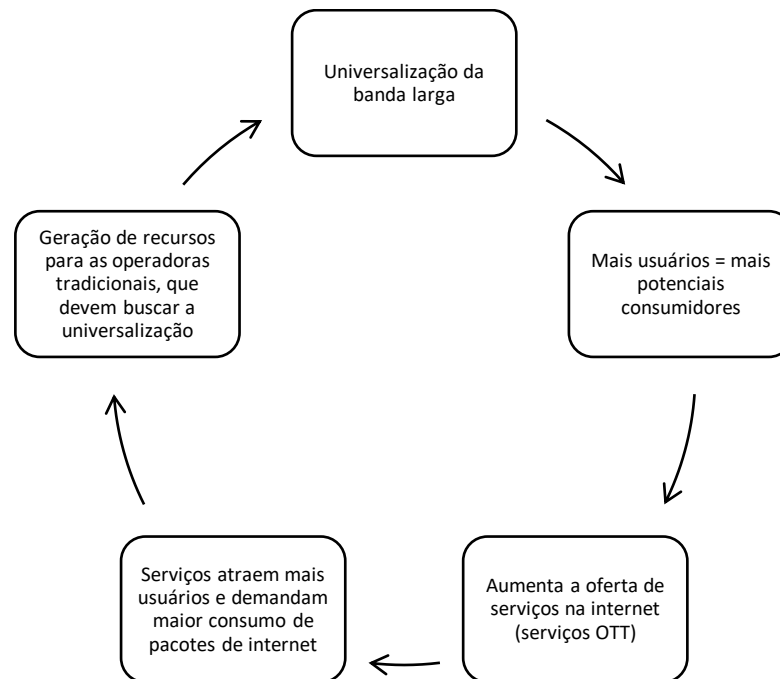 Universalização da
banda larga
Mais usuários = mais
potenciais
consumidores
Aumenta a oferta de
serviços na internet
(serviços OTT)
Serviços atraem mais
usuários e demandam
maior consumo de
pacotes de internet
Geração de recursos
para as operadoras
tradicionais, que
devem buscar a
universalização